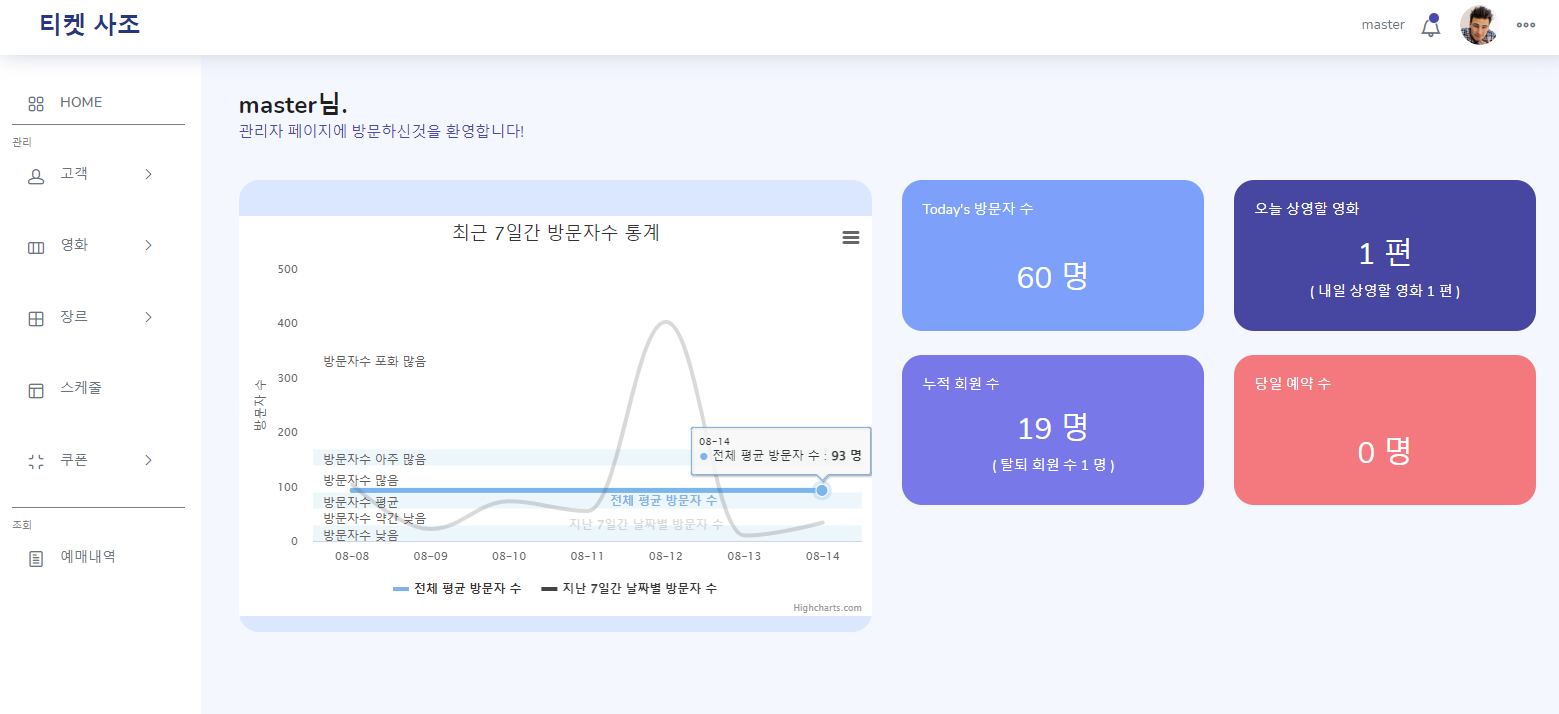 티켓 사조
master
HOME
관리
고객
영화
장르
스케줄
쿠폰
조회
예매내역
master님.
관리자 페이지에 방문하신것을 환영합니다!
최근 7일간 방문자수 통계
방문자 수
500
400
300
200
100
0
방문자수 포화 많음
방문자수 아주 많음
방문자수 많음
방문자수 평균
방문자수 약간 낮음
방문자수 낮음
08-14
전체 평균 방문자 수 : 93 명
전체 평균 방문자 수
지난 7일간 날짜별 방문자 수
08-08 08-09 08-10 08-11 08-12 08-13 08-14
전체 평균 방문자 수 지난 7일간 날짜별 방문자 수
Highcharts.com
Today's 방문자 수
60 명
오늘 상영할 영화
1 편
( 내일 상영할 영화 1 편 )
누적 회원 수
19 명
( 탈퇴 회원 수 1 명 )
당일 예약 수
0 명